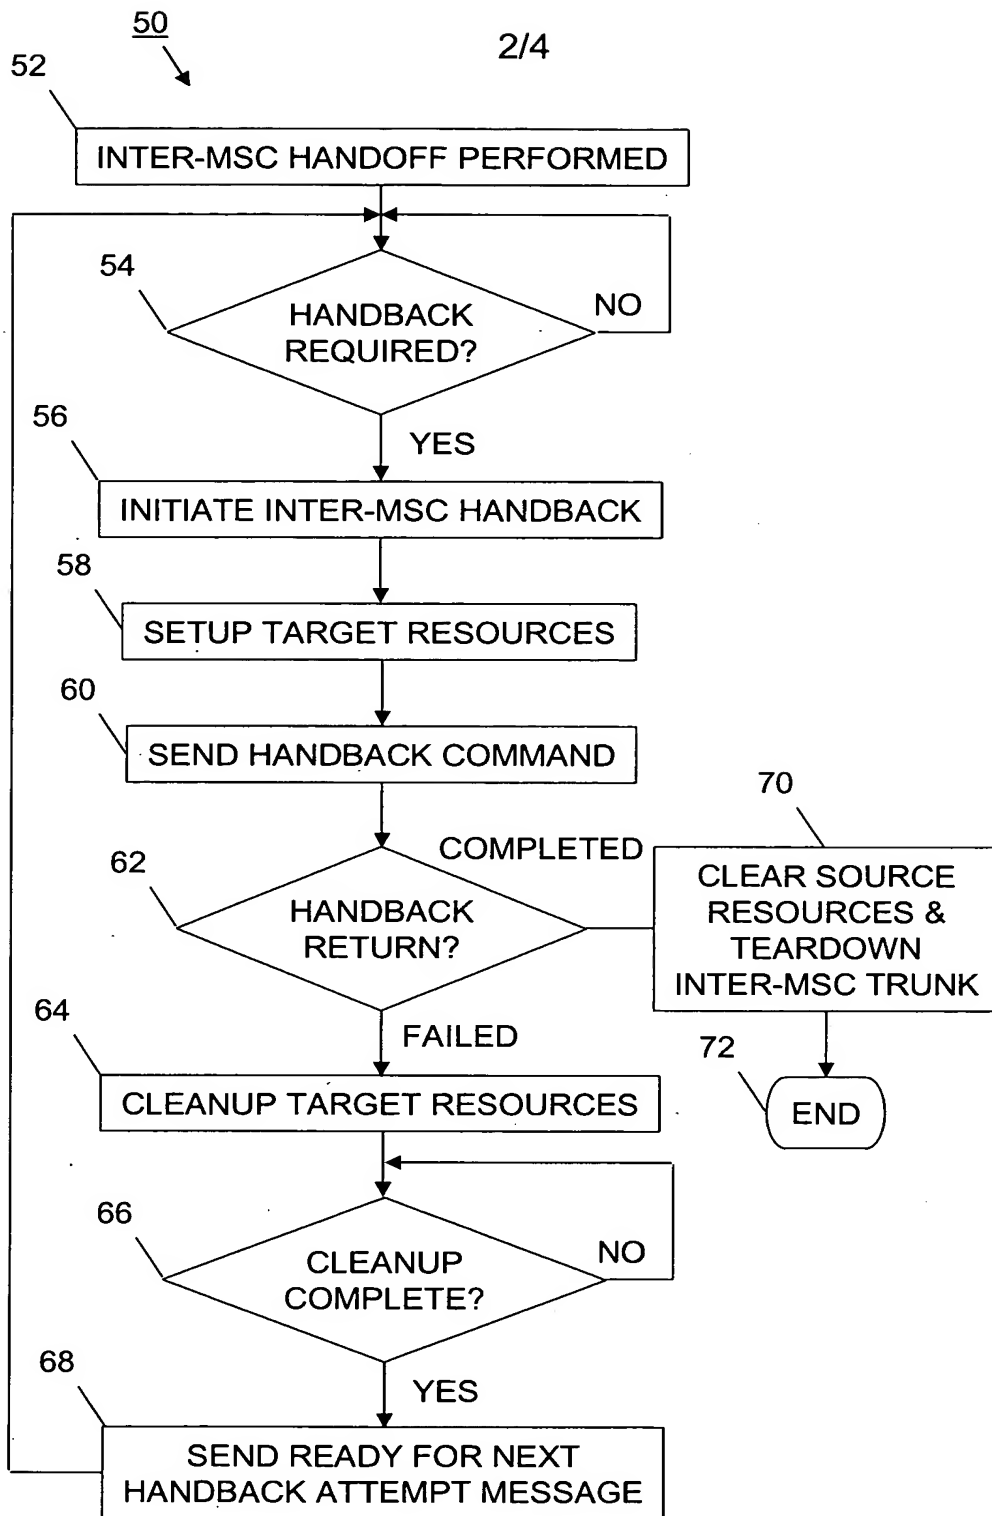 50
2/4
52
INTER-MSC HANDOFF PERFORMED
54
HANDBACK
REQUIRED?
NO
YES
56
INITIATE INTER-MSC HANDBACK
58
SETUP TARGET RESOURCES
60
SEND HANDBACK COMMAND
62
HANDBACK
RETURN?
COMPLETED
70
CLEAR SOURCE
RESOURCES &
TEARDOWN
INTER-MSC TRUNK
72
END
FAILED
64
CLEANUP TARGET RESOURCES
66
CLEANUP
COMPLETE?
NO
YES
68
SEND READY FOR NEXT
HANDBACK ATTEMPT MESSAGE